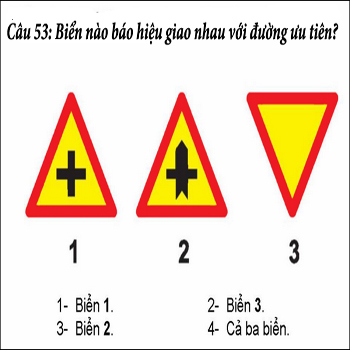 Câu 53: Biển nào báo hiệu giao nhau với đường ưu tiên?
1 2 3
1- Biển 1. 2- Biển 3.
3- Biển 2. 4- Cả ba biển.